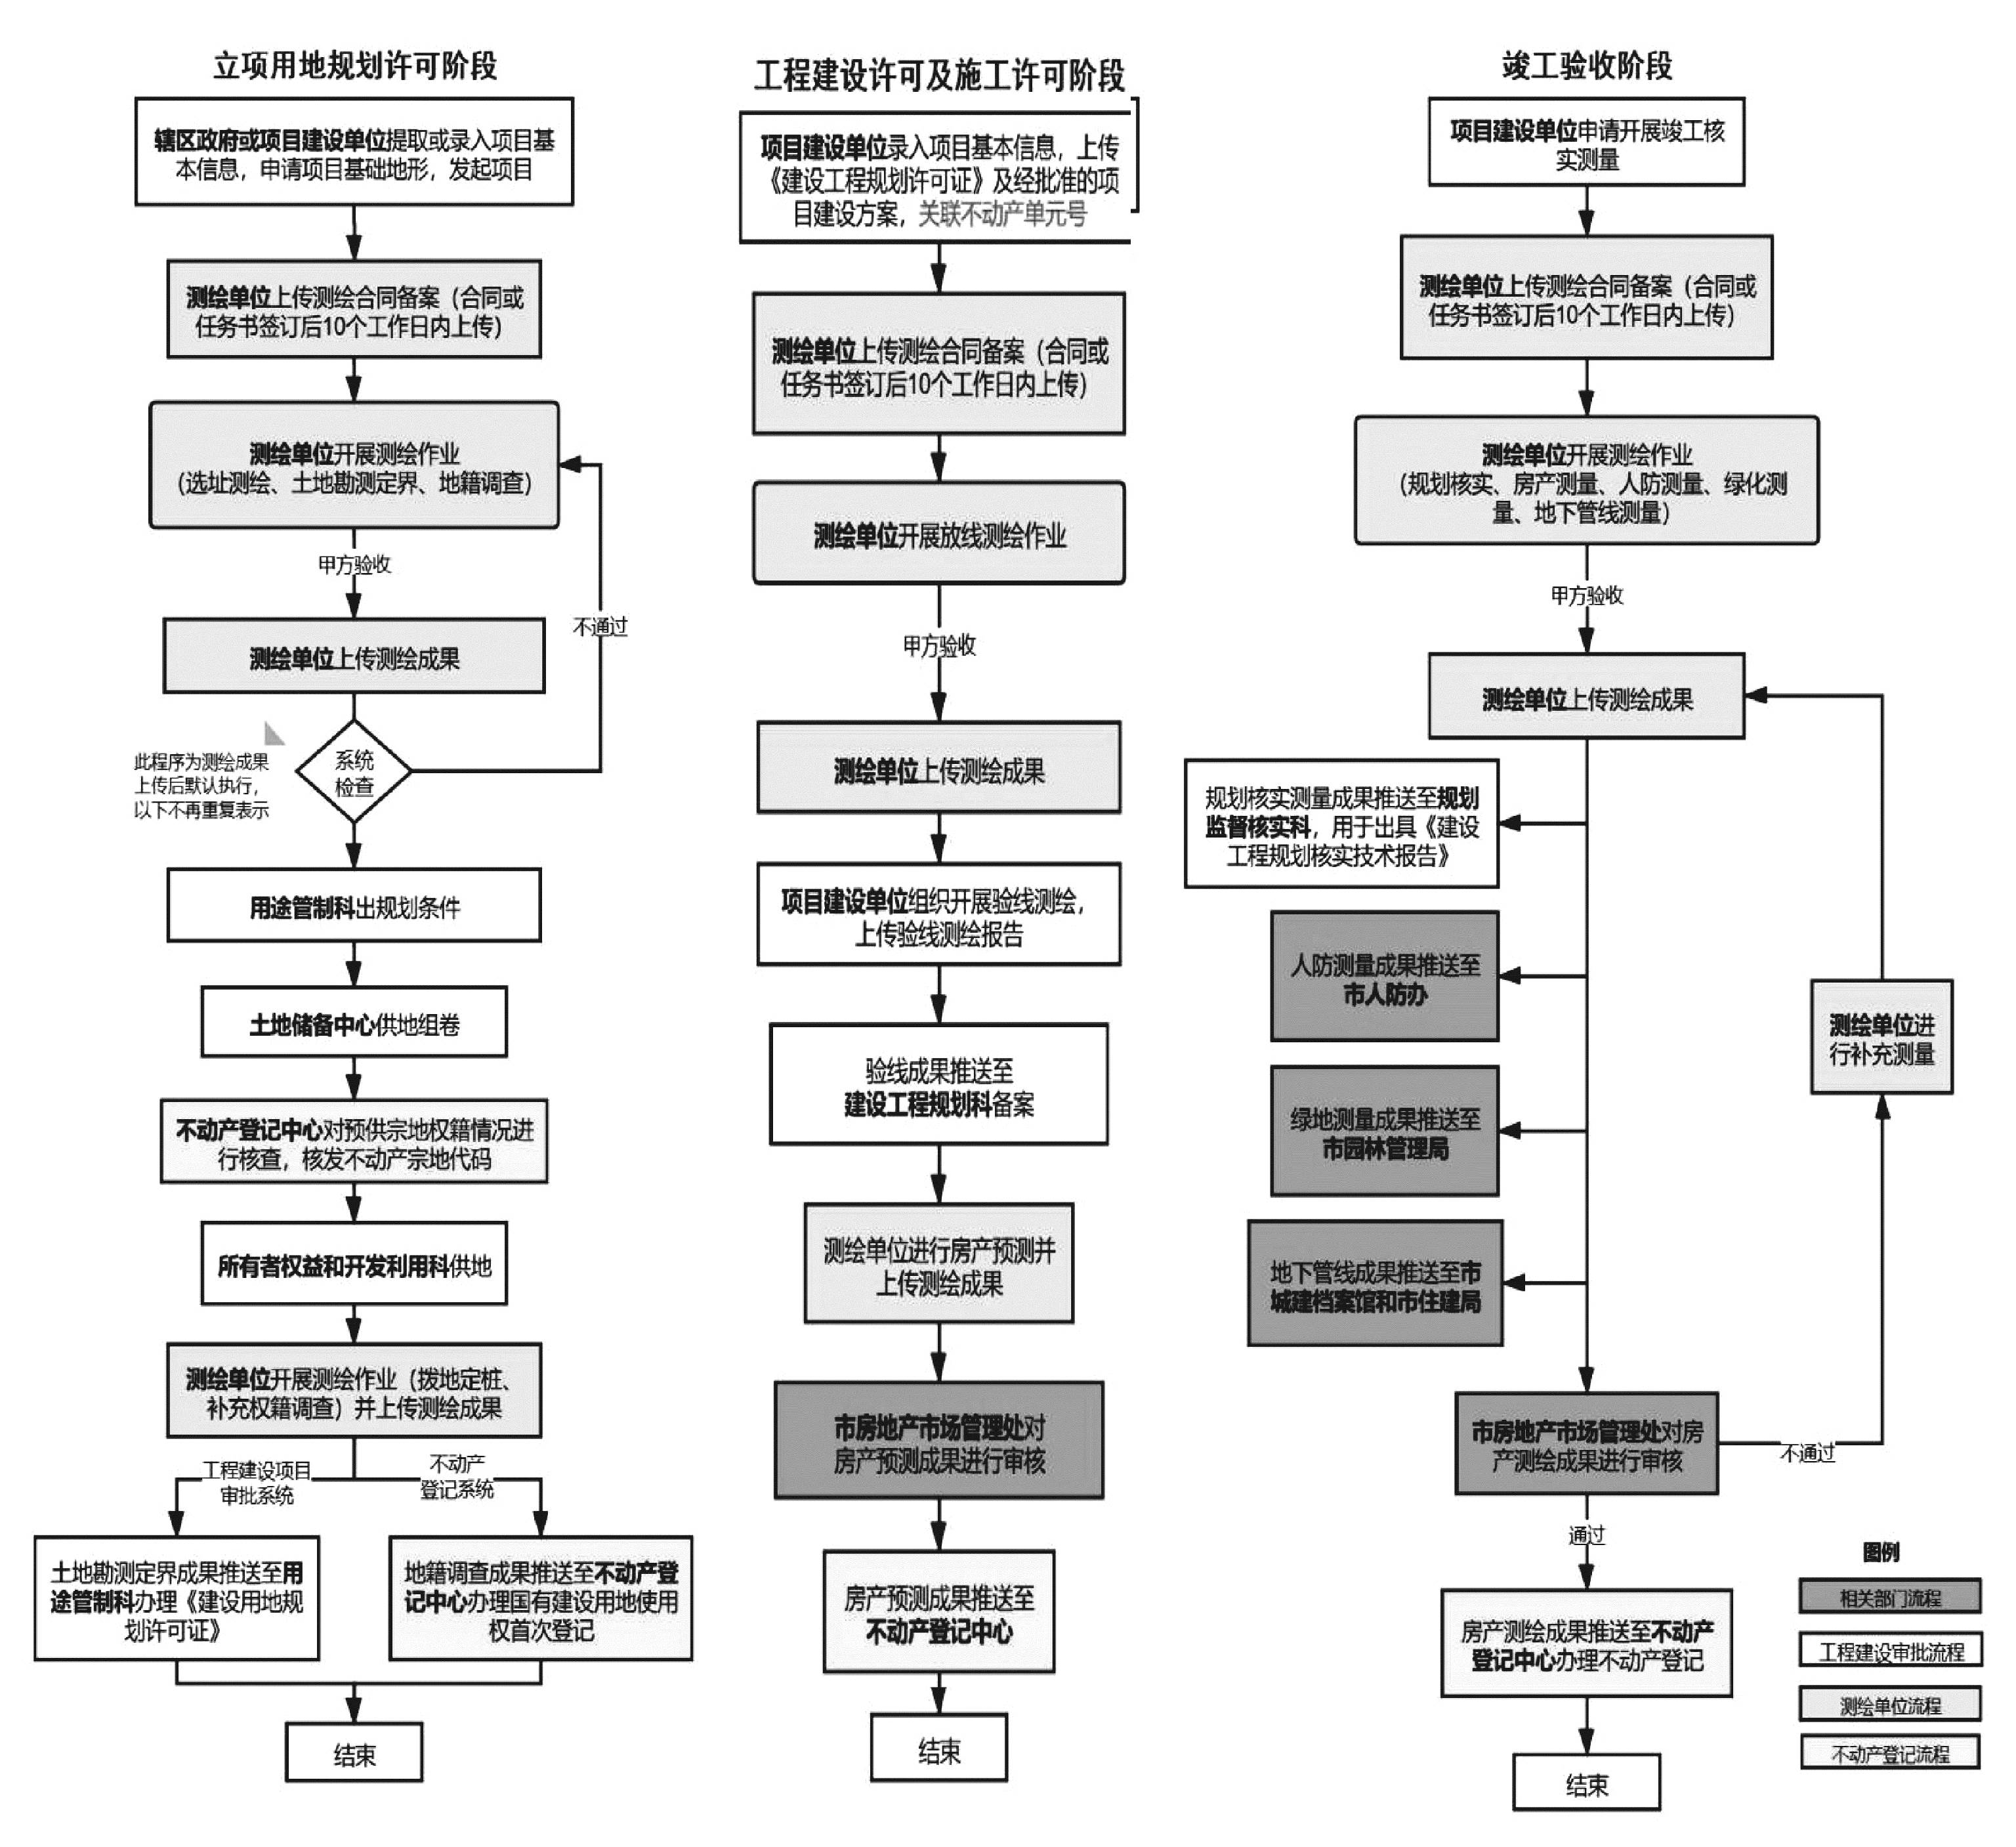 立项用地规划许可阶段
辖区政府或项目建设单位提取或录入项目基
本信息，申请项目基础地形，发起项目
测绘单位上传测绘合同备案（合同或
任务书签订后10个工作日内上传）
测绘单位开展测绘作业
（选址测绘、土地勘测定界、地籍调查）
甲方验收
不通过
测绘单位上传测绘成果
系统
检查
此程序为测绘成果
上传后默认执行，
以下不再重复表示
用途管制科出规划条件
土地储备中心供地组卷
不动产登记中心对预供宗地权籍情况进
行核查，核发不动产宗地代码
所有者权益和开发利用科供地
测绘单位开展测绘作业（拨地定桩、
补充权籍调查）并上传测绘成果
工程建设项目
审批系统
不动产
登记系统
土地勘测定界成果推送至用
途管制科办理《建设用地规
划许可证》
地籍调查成果推送至不动产登
记中心办理国有建设用地使用
权首次登记
结束
工程建设许可及施工许可阶段
项目建设单位录入项目基本信息，上传
《建设工程规划许可证》及经批准的项
目建设方案，关联不动产单元号
测绘单位上传测绘合同备案（合同或
任务书签订后10个工作日内上传）
测绘单位开展放线测绘作业
甲方验收
测绘单位上传测绘成果
项目建设单位组织开展验线测绘，
上传验线测绘报告
验线成果推送至
建设工程规划科备案
测绘单位进行房产预测并
上传测绘成果
市房地产市场管理处对
房产预测成果进行审核
房产预测成果推送至
不动产登记中心
结束
竣工验收阶段
项目建设单位申请开展竣工核
实测量
测绘单位上传测绘合同备案（合同或
任务书签订后10个工作日内上传）
测绘单位开展测绘作业
（规划核实、房产测量、人防测量、绿化测
量、地下管线测量）
甲方验收
测绘单位上传测绘成果
规划核实测量成果推送至规划
监督核实科，用于出具《建设
工程规划核实技术报告》
人防测量成果推送至
市人防办
绿地测量成果推送至
市园林管理局
地下管线成果推送至市
城建档案馆和市住建局
测绘单位进
行补充测量
市房地产市场管理处对房
产测绘成果进行审核
不通过
通过
房产测绘成果推送至不动产
登记中心办理不动产登记
结束
图例
相关部门流程
工程建设审批流程
测绘单位流程
不动产登记流程